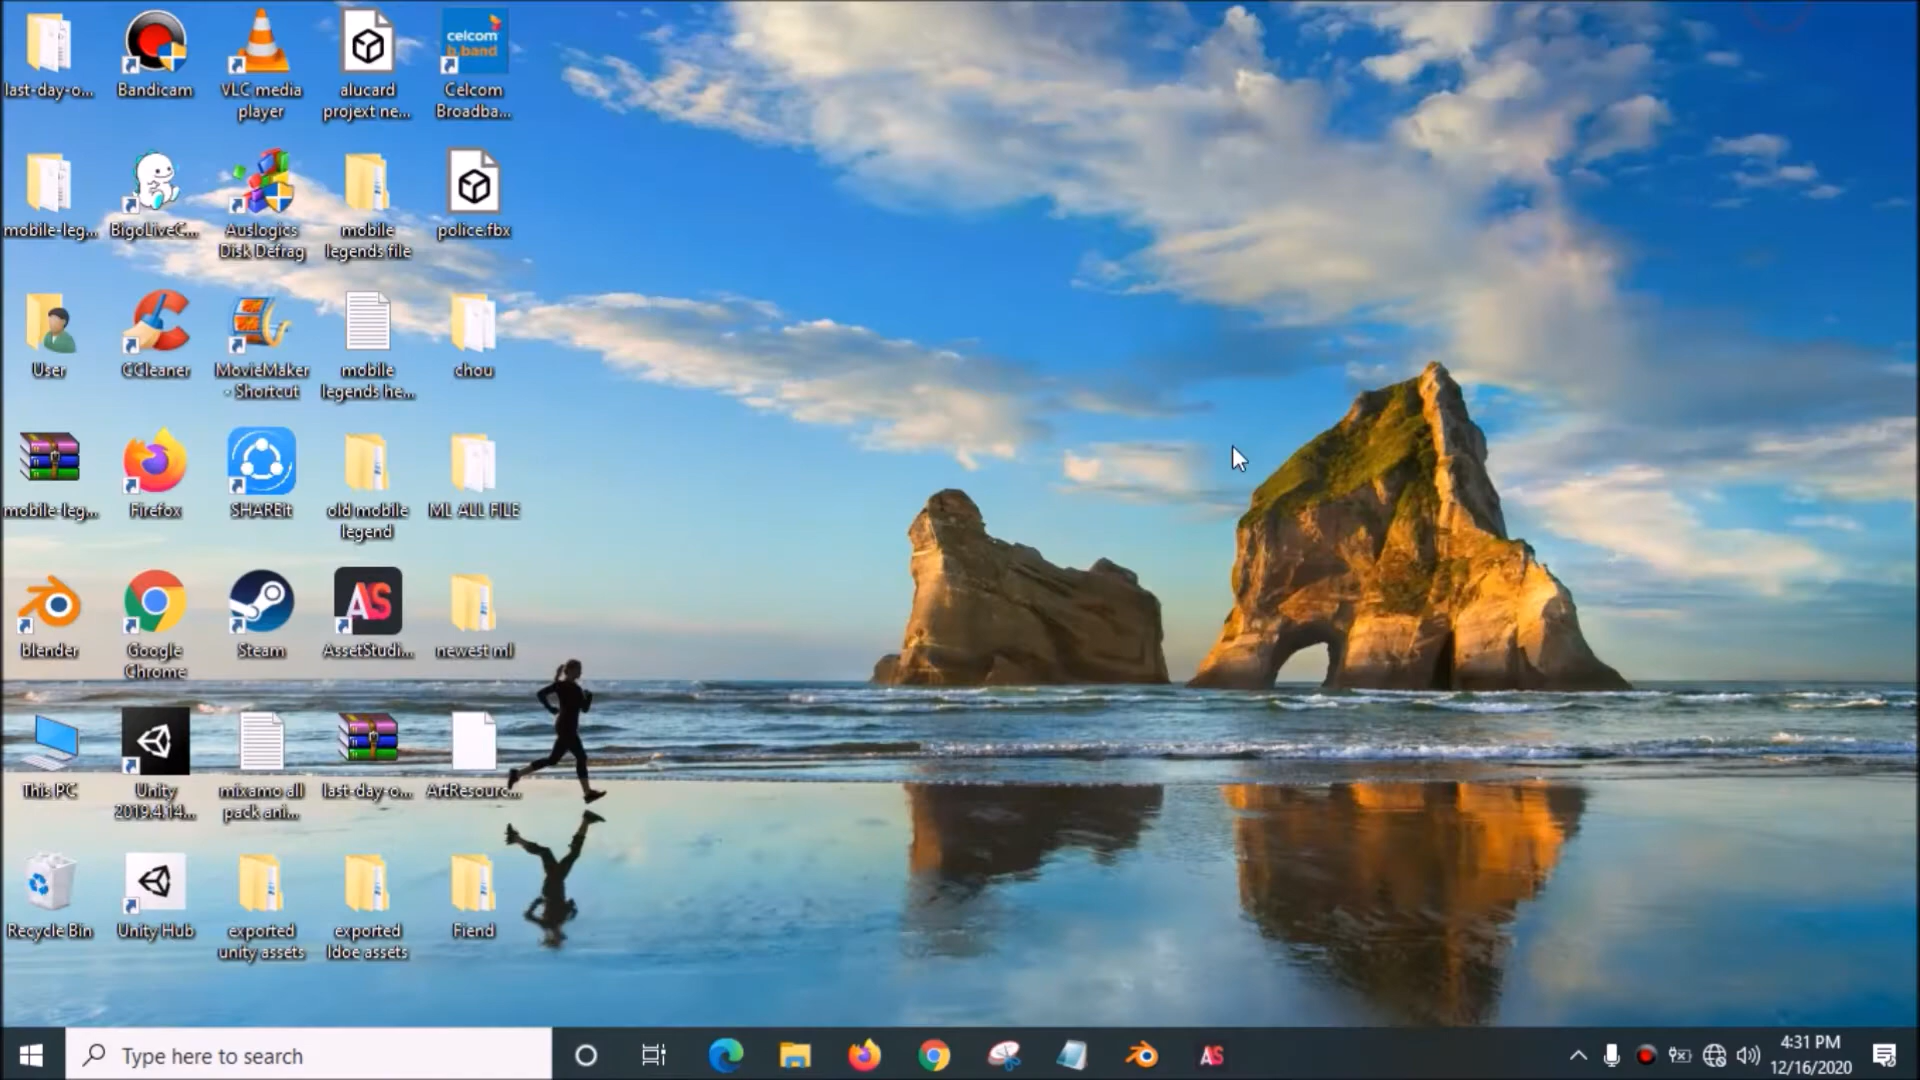 last-day-o...
Bandicam
VLC media
player
alucard
projext ne...
celcom
b.band
Celcom
Broadba...
mobile-leg...
BigoLiveC...
Auslogics
Disk Defrag
mobile
legends file
police.fbx
User
CCleaner
MovieMaker
- Shortcut
mobile
legends he...
chou
mobile-leg...
Firefox
SHAREit
old mobile
legend
ML ALL FILE
blender
Google
Chrome
Steam
AS
AssetStudi...
newest ml
This PC
Unity
2019.4.14...
mixamo all
pack ani...
last-day-o...
ArtResourc...
Recycle Bin
Unity Hub
exported
unity assets
exported
ldoe assets
Fiend
Type here to search
AS
4:31 PM
12/16/2020